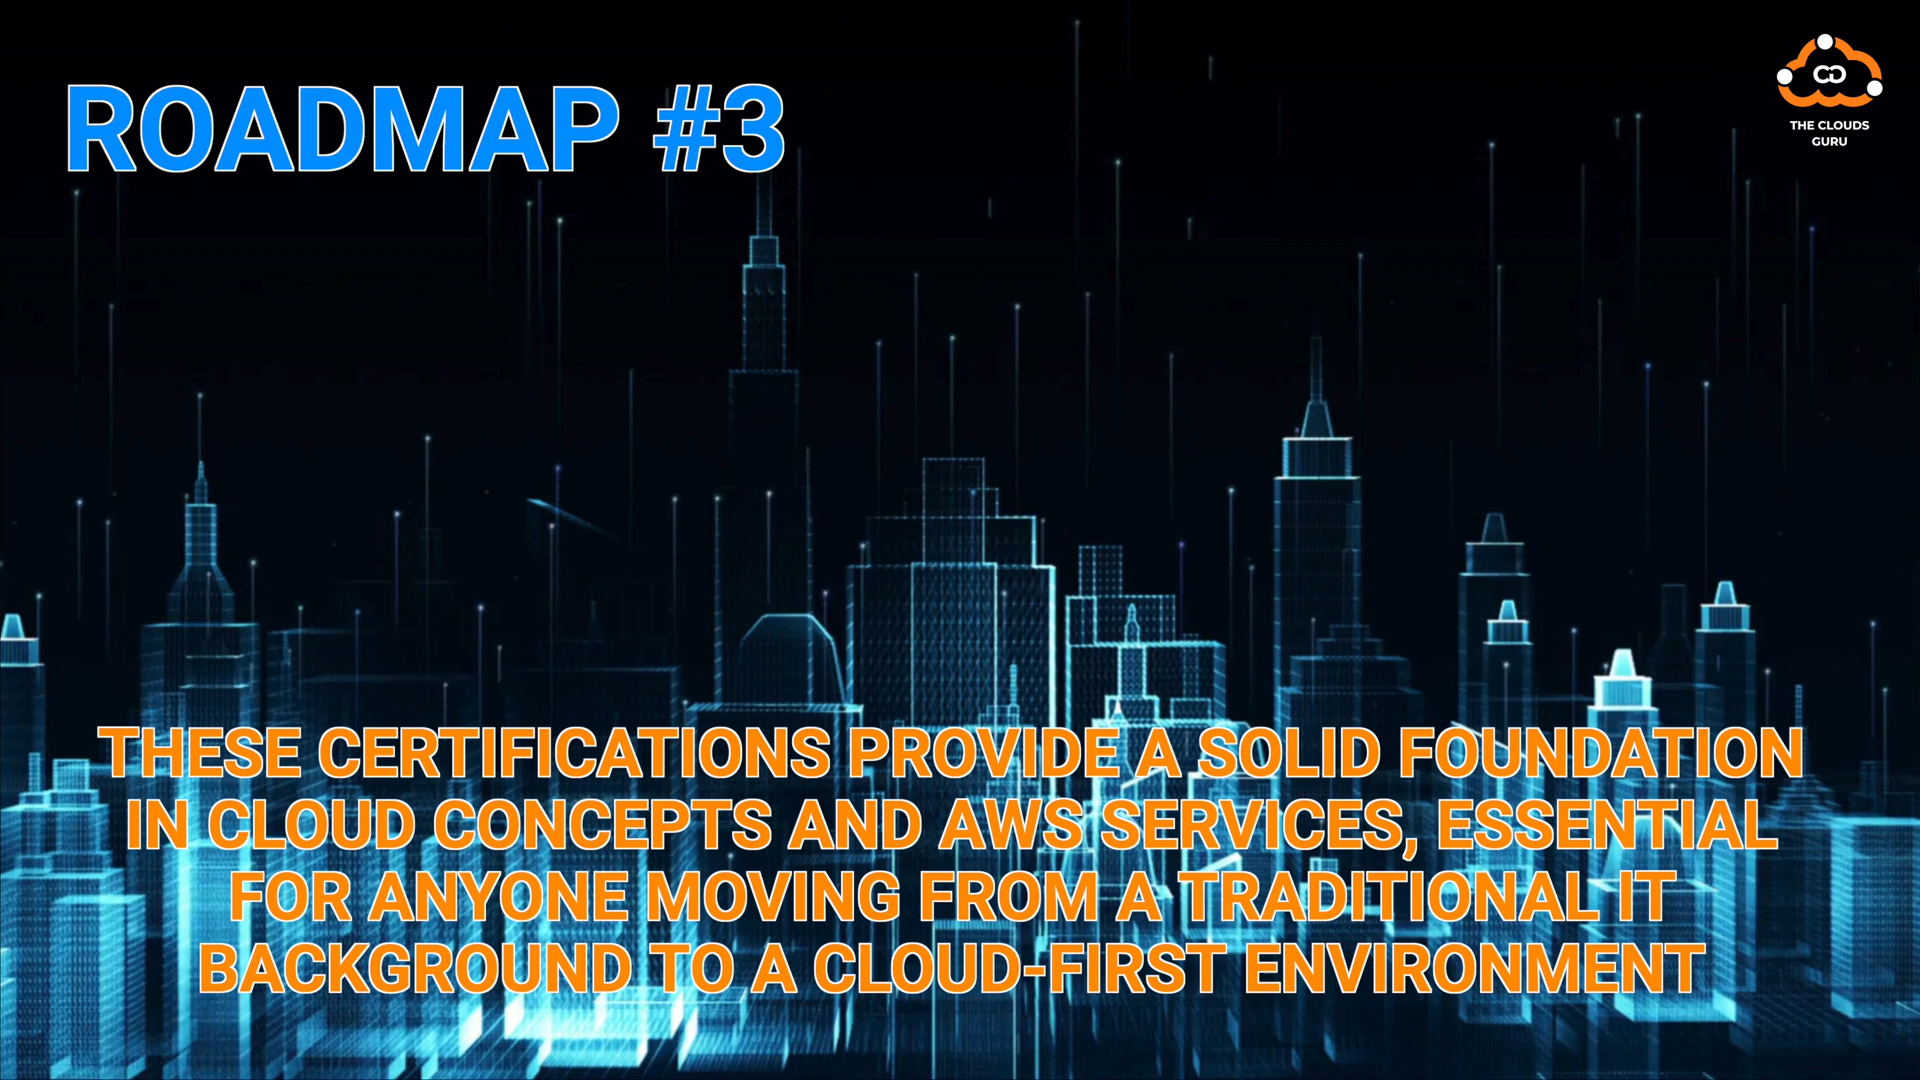 ROADMAP #3
CG
THE CLOUDS
GURU
THESE CERTIFICATIONS PROVIDE A SOLID FOUNDATION
IN CLOUD CONCEPTS AND AWS SERVICES, ESSENTIAL
FOR ANYONE MOVING FROM A TRADITIONAL IT
BACKGROUND TO A CLOUD-FIRST ENVIRONMENT